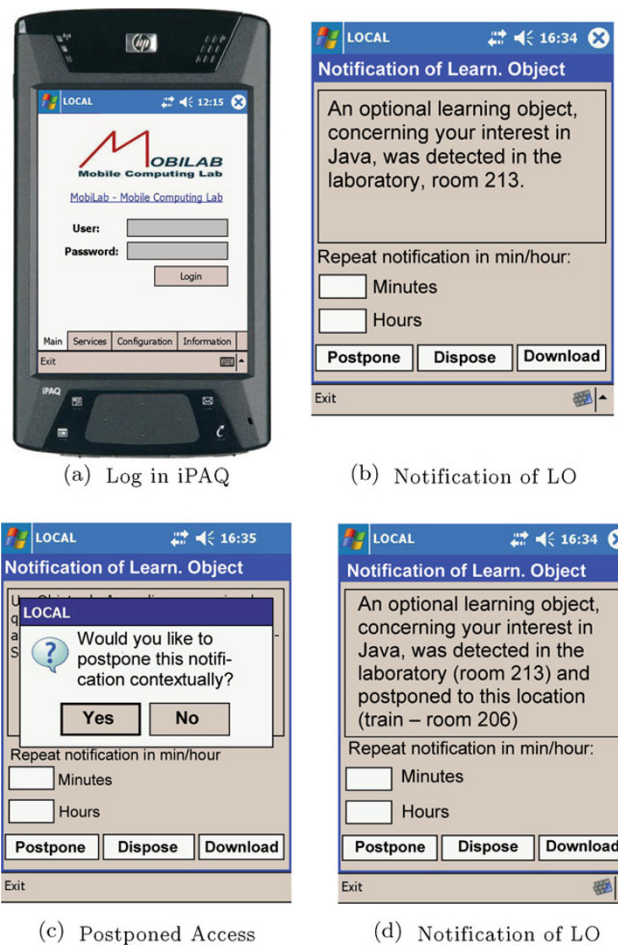 hp
LOCAL 12:15
MOBILAB
Mobile Computing Lab
MobiLab - Mobile Computing Lab
User:
Password:
Login
Main Services Configuration Information
Exit
iPAQ
(a) Log in iPAQ
LOCAL 16:34
Notification of Learn. Object
An optional learning object,
concerning your interest in
Java, was detected in the
laboratory, room 213.
Repeat notification in min/hour:
Minutes
Hours
Postpone Dispose Download
Exit
(b) Notification of LO
LOCAL 16:35
Notification of Learn. Object
LOCAL
Would you like to
postpone this notifi-
cation contextually?
Yes No
Repeat notification in min/hour
Minutes
Hours
Postpone Dispose Download
Exit
(c) Postponed Access
LOCAL 16:34
Notification of Learn. Object
An optional learning object,
concerning your interest in
Java, was detected in the
laboratory (room 213) and
postponed to this location
(train – room 206)
Repeat notification in min/hour:
Minutes
Hours
Postpone Dispose Download
Exit
(d) Notification of LO